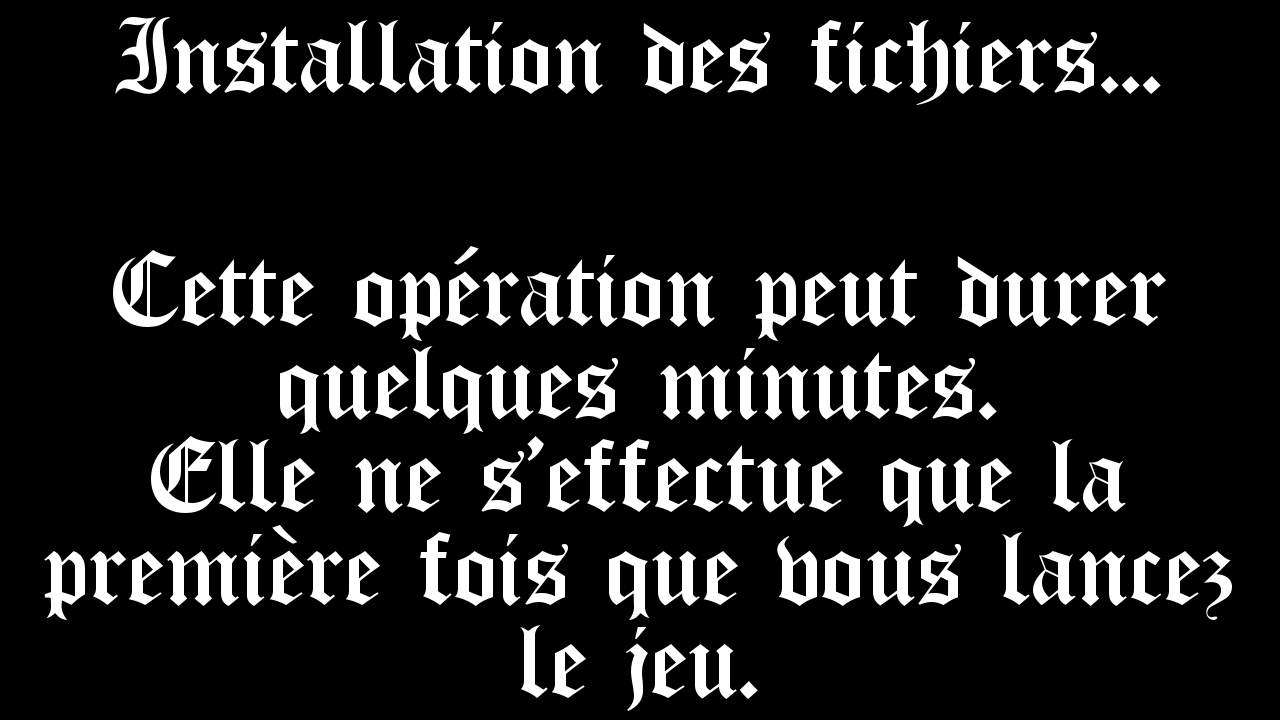 Installation des fichiers...
Cette opération peut durer
quelques minutes.
Elle ne s'effectue que la
première fois que vous lancez
le jeu.